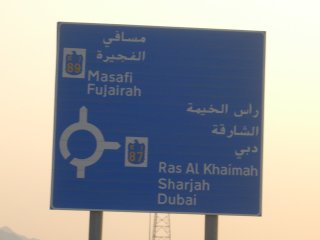 مسافي
الفجيرة
89
Masafi
Fujairah
رأس الخيمة
الشارقة
دبي
87
Ras Al Khaimah
Sharjah
Dubai